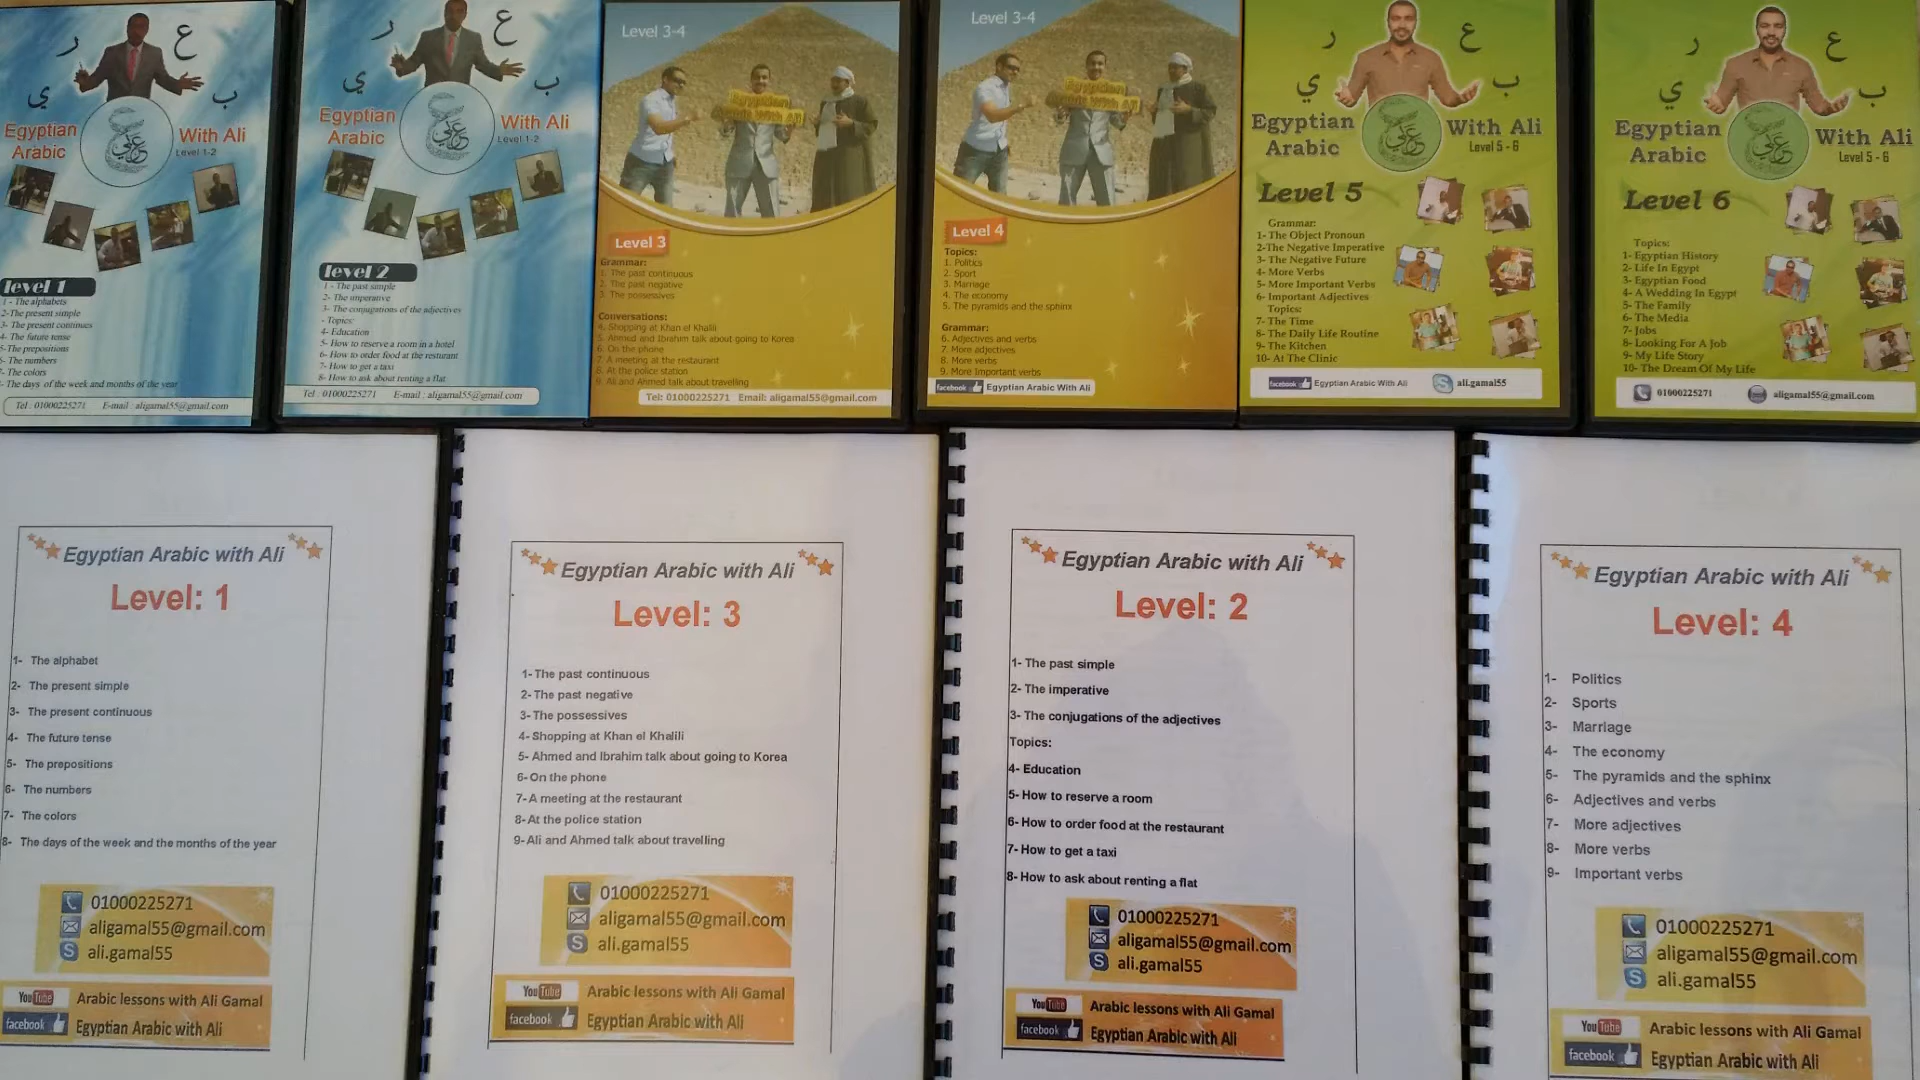 ع
ر
ب
ي
Egyptian Arabic
With Ali
Level 1-2
level 1
1 - The alphabets
2-The present simple
3- The present continues
4- The future tense
5-The prepositions
6- The numbers
7- The colors
8- The days of the week and months of the year
Tel : 01000225271 E-mail : aligamal55@gmail.com
ع
ر
ب
ي
Egyptian Arabic
With Ali
Level 1-2
level 2
1 - The past simple
2- The imperative
3- The conjugations of the adjectives
- Topics:
4- Education
5- How to reserve a room in a hotel
6- How to order food at the resturant
7- How to get a taxi
8- How to ask about renting a flat
Tel : 01000225271 E-mail : aligamal55@gmail.com
Level 3-4
Egyptian
Arabic With Ali
Level 3
Grammar:
1. The past continuous
2. The past negative
3. The possessives
Conversations:
4. Shopping at Khan el Khalili
5. Ahmed and Ibrahim talk about going to Korea
6. On the phone
7. A meeting at the restaurant
8. At the police station
9. Ali and Ahmed talk about travelling
Tel: 01000225271 Email: aligamal55@gmail.com
Level 3-4
Egyptian
Arabic With Ali
Level 4
Topics:
1. Politics
2. Sport
3. Marriage
4. The economy
5. The pyramids and the sphinx
Grammar:
6. Adjectives and verbs
7. More adjectives
8. More verbs
9. More Important verbs
facebook Egyptian Arabic With Ali
ع
ر
ب
ي
Egyptian Arabic
With Ali
Level 5 - 6
Level 5
Grammar:
1- The Object Pronoun
2-The Negative Imperative
3- The Negative Future
4- More Verbs
5- More Important Verbs
6- Important Adjectives
Topics:
7- The Time
8- The Daily Life Routine
9- The Kitchen
10- At The Clinic
facebook Egyptian Arabic With Ali ali.gamal55
ع
ر
ب
ي
Egyptian Arabic
With Ali
Level 5 - 6
Level 6
Topics:
1- Egyptian History
2- Life In Egypt
3- Egyptian Food
4- A Wedding In Egypt
5- The Family
6- The Media
7- Jobs
8- Looking For A Job
9- My Life Story
10- The Dream Of My Life
01000225271 aligamal55@gmail.com
Egyptian Arabic with Ali
Level: 1
1- The alphabet
2- The present simple
3- The present continuous
4- The future tense
5- The prepositions
6- The numbers
7- The colors
8- The days of the week and the months of the year
01000225271
aligamal55@gmail.com
ali.gamal55
YouTube Arabic lessons with Ali Gamal
facebook Egyptian Arabic with Ali
Egyptian Arabic with Ali
Level: 3
1- The past continuous
2- The past negative
3- The possessives
4- Shopping at Khan el Khalili
5- Ahmed and Ibrahim talk about going to Korea
6- On the phone
7- A meeting at the restaurant
8- At the police station
9- Ali and Ahmed talk about travelling
01000225271
aligamal55@gmail.com
ali.gamal55
YouTube Arabic lessons with Ali Gamal
facebook Egyptian Arabic with Ali
Egyptian Arabic with Ali
Level: 2
1- The past simple
2- The imperative
3- The conjugations of the adjectives
Topics:
4- Education
5- How to reserve a room
6- How to order food at the restaurant
7- How to get a taxi
8- How to ask about renting a flat
01000225271
aligamal55@gmail.com
ali.gamal55
YouTube Arabic lessons with Ali Gamal
facebook Egyptian Arabic with Ali
Egyptian Arabic with Ali
Level: 4
1- Politics
2- Sports
3- Marriage
4- The economy
5- The pyramids and the sphinx
6- Adjectives and verbs
7- More adjectives
8- More verbs
9- Important verbs
01000225271
aligamal55@gmail.com
ali.gamal55
YouTube Arabic lessons with Ali Gamal
facebook Egyptian Arabic with Ali